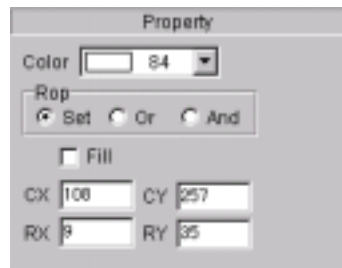 Property
Color 84
Rop
Set Or And
Fill
CX 108 CY 257
RX 9 RY 35